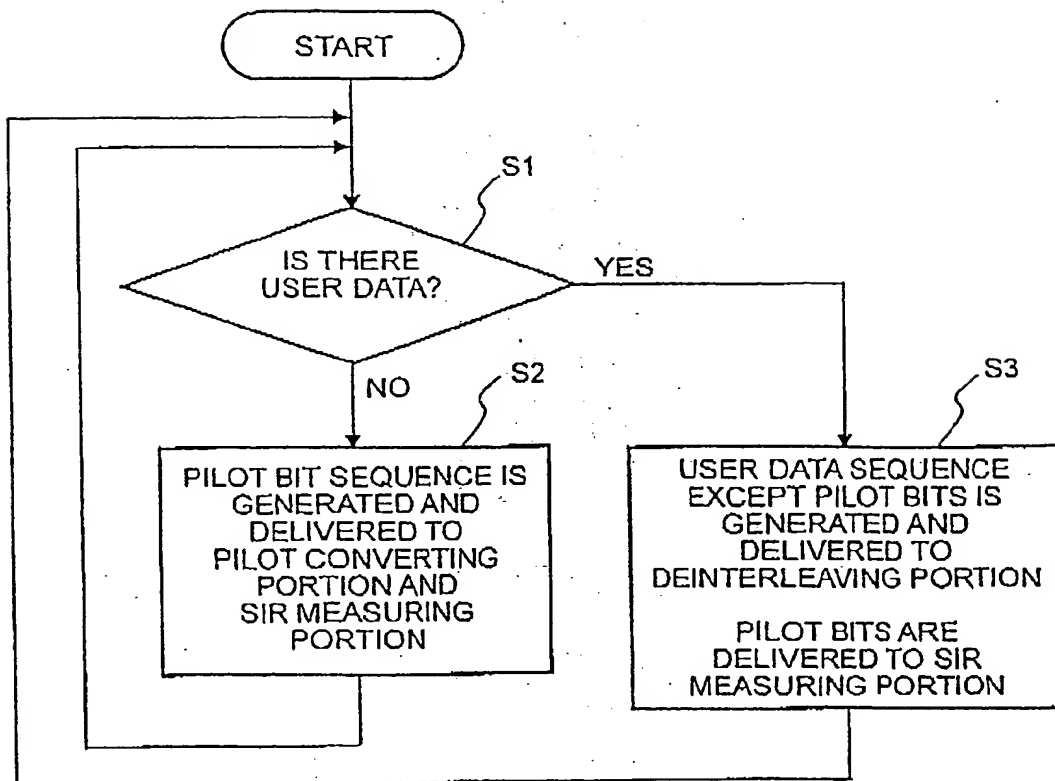 START
S1
IS THERE
USER DATA?
YES
NO
S2
S3
PILOT BIT SEQUENCE IS
GENERATED AND
DELIVERED TO
PILOT CONVERTING
PORTION AND
SIR MEASURING
PORTION
USER DATA SEQUENCE
EXCEPT PILOT BITS IS
GENERATED AND
DELIVERED TO
DEINTERLEAVING PORTION
PILOT BITS ARE
DELIVERED TO SIR
MEASURING PORTION